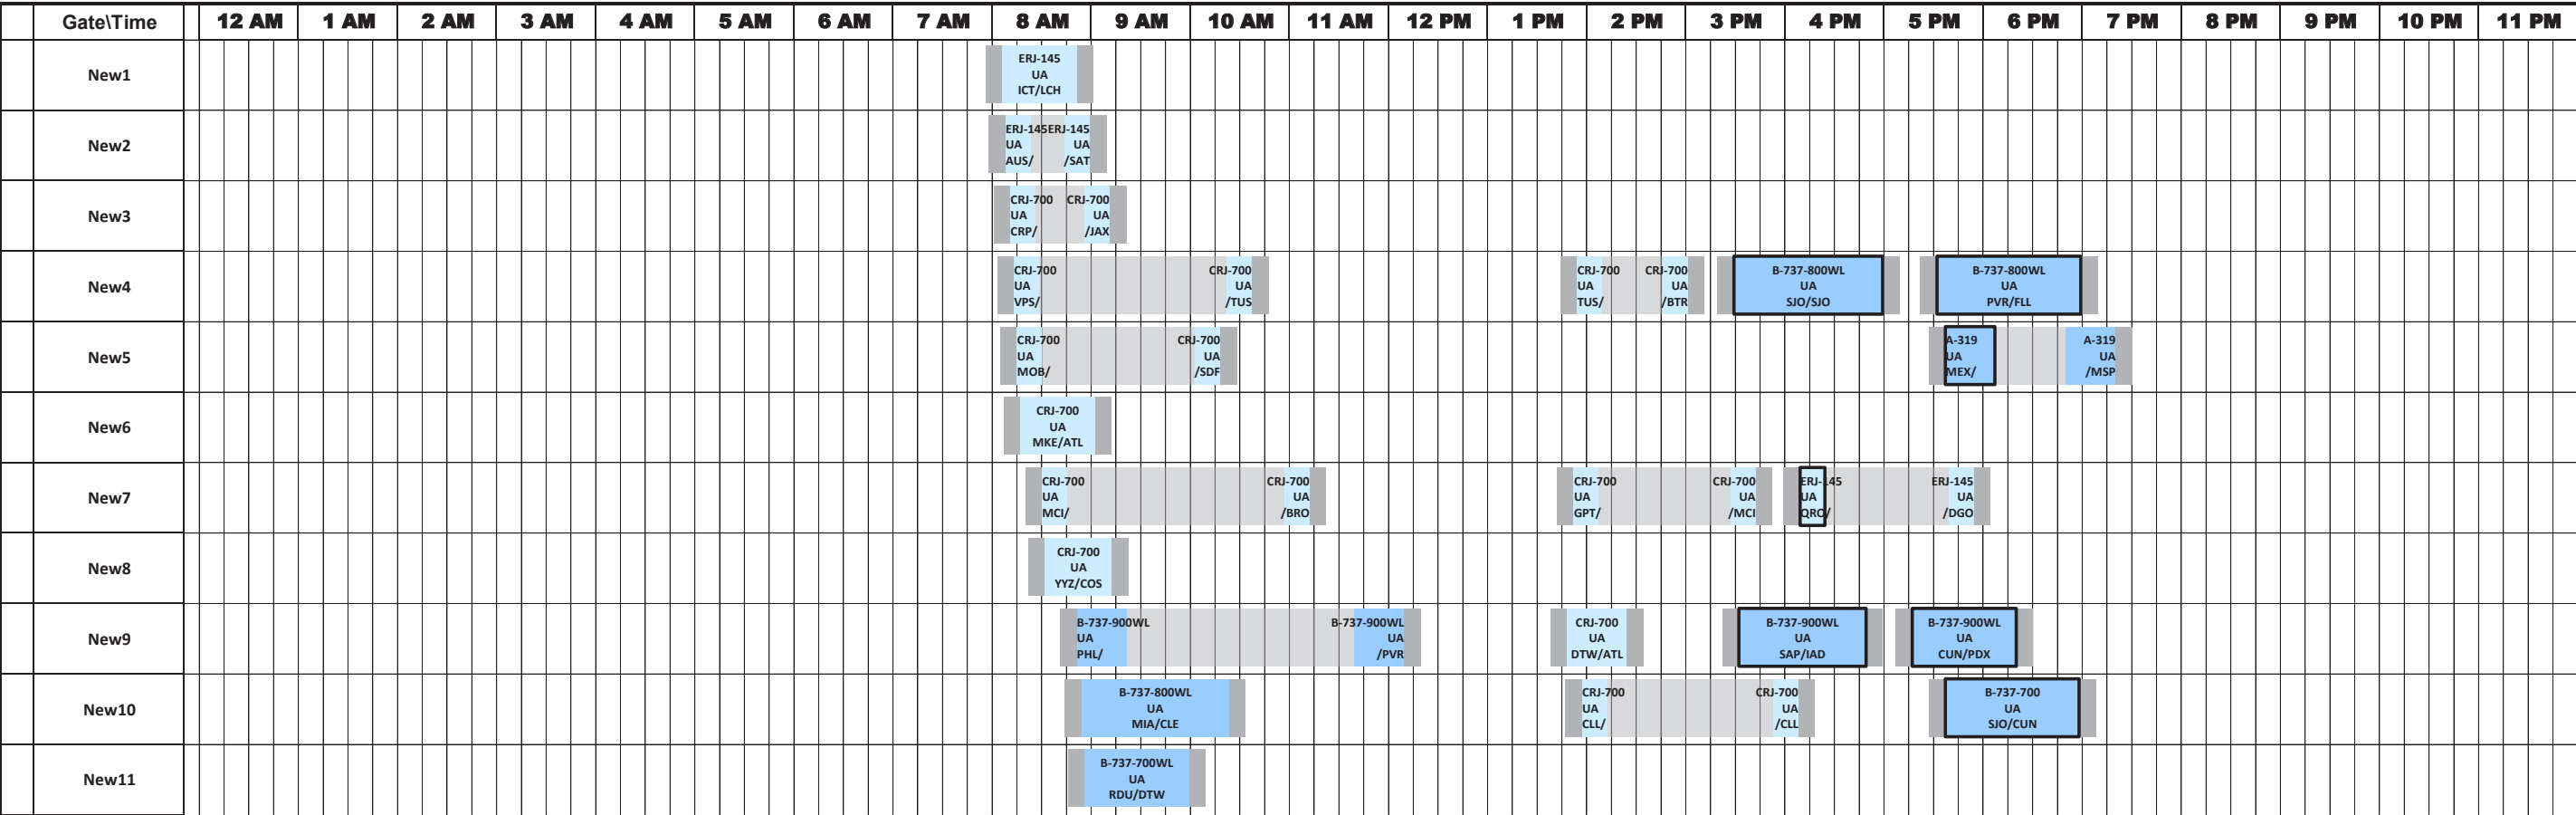 Gate\Time 12 AM 1 AM 2 AM 3 AM 4 AM 5 AM 6 AM 7 AM 8 AM 9 AM 10 AM 11 AM 12 PM 1 PM 2 PM 3 PM 4 PM 5 PM 6 PM 7 PM 8 PM 9 PM 10 PM 11 PM
New1
ERJ-145
UA
ICT/LCH
New2
ERJ-145 ERJ-145
UA UA
AUS/ /SAT
New3
CRJ-700 CRJ-700
UA UA
CRP/ /JAX
New4
CRJ-700 CRJ-700 CRJ-700 CRJ-700 B-737-800WL B-737-800WL
UA UA UA UA UA UA
VPS/ /TUS TUS/ /BTR SJO/SJO PVR/FLL
New5
CRJ-700 CRJ-700 A-319 A-319
UA UA UA UA
MOB/ /SDF MEX/ /MSP
New6
CRJ-700
UA
MKE/ATL
New7
CRJ-700 CRJ-700 CRJ-700 CRJ-700 ERJ-145 ERJ-145
UA UA UA UA UA UA
MCI/ /BRO GPT/ /MCI QRO/ /DGO
New8
CRJ-700
UA
YYZ/COS
New9
B-737-900WL B-737-900WL CRJ-700 B-737-900WL B-737-900WL
UA UA UA UA UA
PHL/ /PVR DTW/ATL SAP/IAD CUN/PDX
New10
B-737-800WL CRJ-700 CRJ-700 B-737-700
UA UA UA UA
MIA/CLE CLL/ /CLL SJO/CUN
New11
B-737-700WL
UA
RDU/DTW